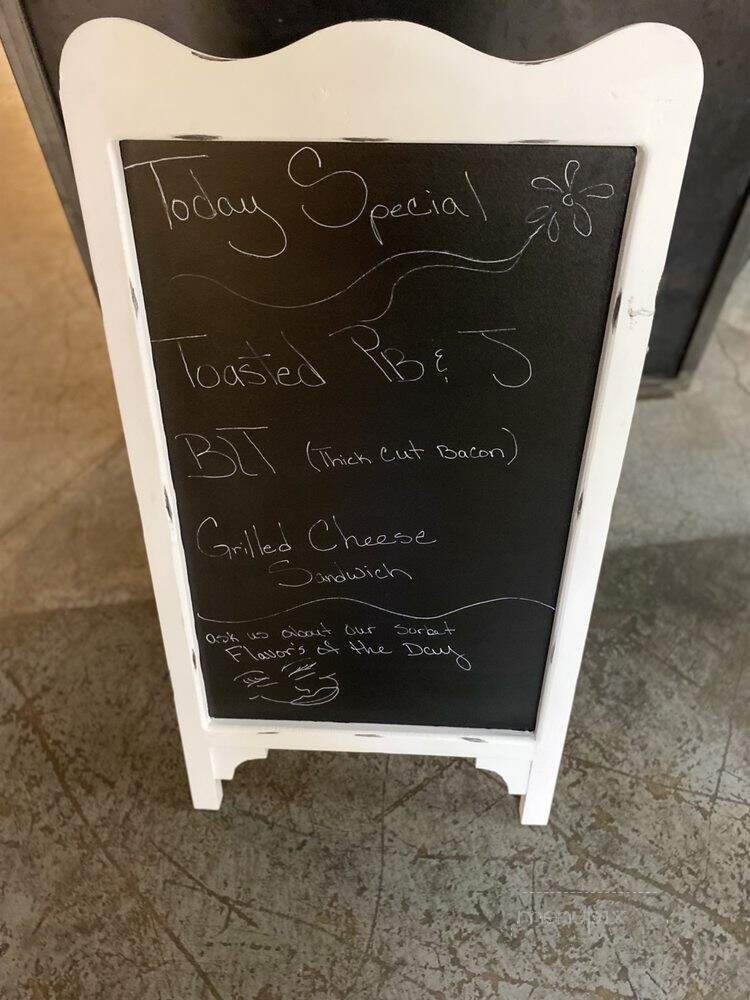 Today Special
Toasted PB & J
BLT (Thick Cut Bacon)
Grilled Cheese
Sandwich
ask us about our Sorbet
Flavor's of the Day
menupix